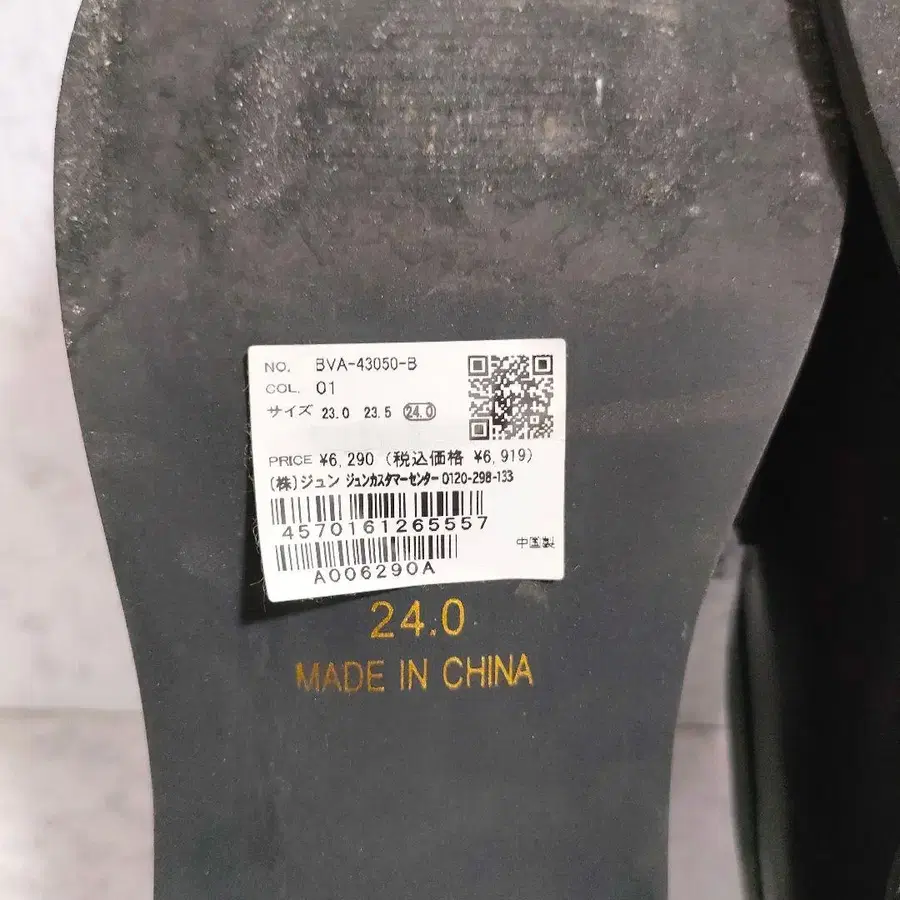 NO. BVA-43050-B
COL. 01
サイズ 23.0 23.5 24.0
PRICE ¥6,290 (税込価格 ¥6,919)
(株)ジュン ジュンカスタマーセンター 0120-298-133
4570161265557
中国製
A006290A
24.0
MADE IN CHINA